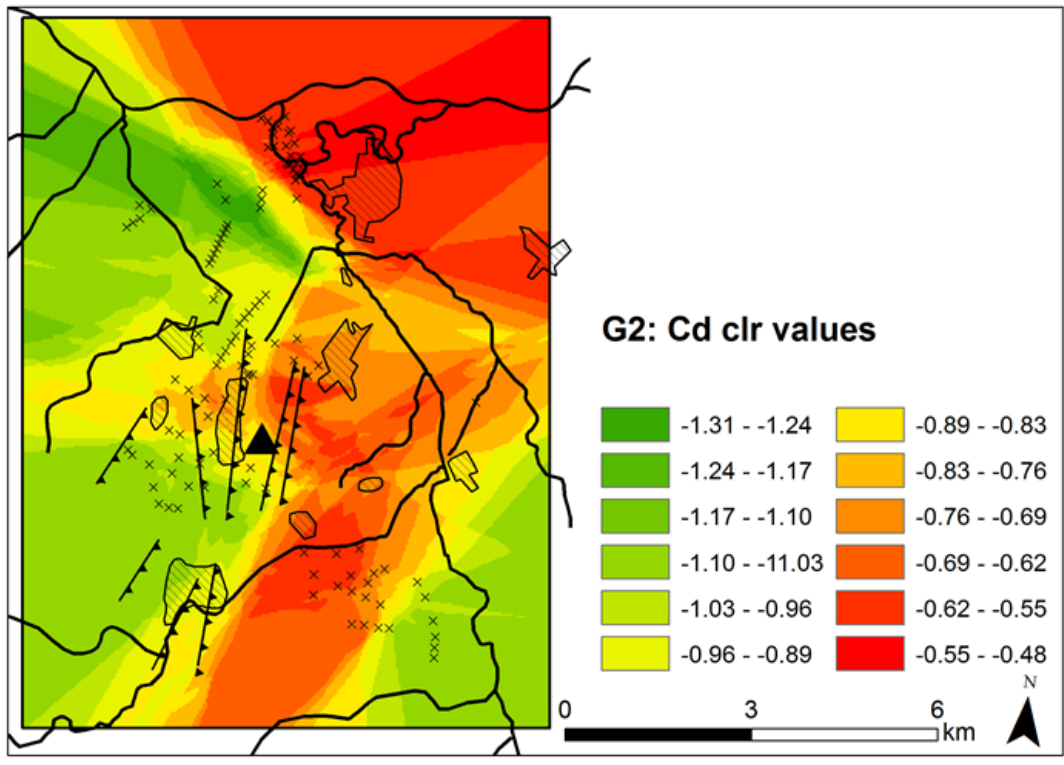 G2: Cd clr values
-1.31 - -1.24
-1.24 - -1.17
-1.17 - -1.10
-1.10 - -11.03
-1.03 - -0.96
-0.96 - -0.89
-0.89 - -0.83
-0.83 - -0.76
-0.76 - -0.69
-0.69 - -0.62
-0.62 - -0.55
-0.55 - -0.48
N
0 3 6
km